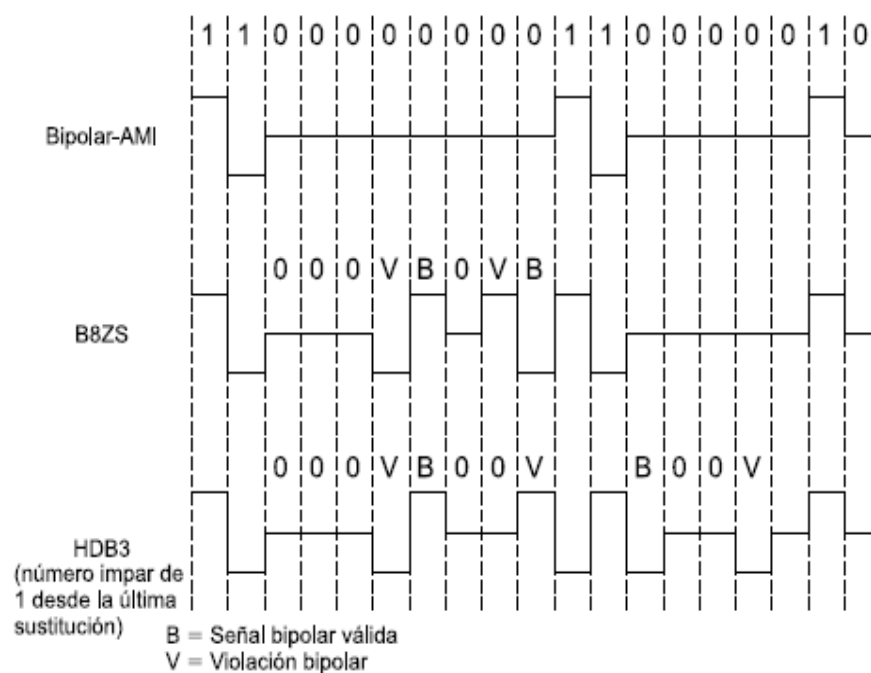 1 1 0 0 0 0 0 0 0 0 1 1 0 0 0 0 0 1 0
Bipolar-AMI
0 0 0 V B 0 V B
B8ZS
0 0 0 V B 0 0 V B 0 0 V
HDB3
(número impar de
1 desde la última
sustitución)
B = Señal bipolar válida
V = Violación bipolar